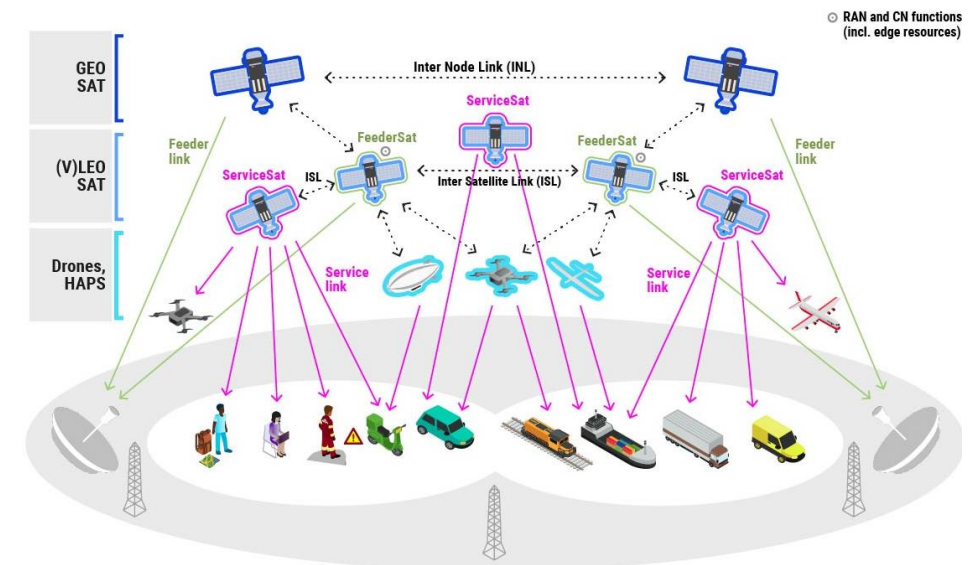 RAN and CN functions
(incl. edge resources)
GEO
SAT
Inter Node Link (INL)
ServiceSat
Feeder
link
FeederSat
FeederSat
Feeder
link
(V)LEO
SAT
ServiceSat
ISL
Inter Satellite Link (ISL)
ISL
ServiceSat
Drones,
HAPS
Service
link
Service
link